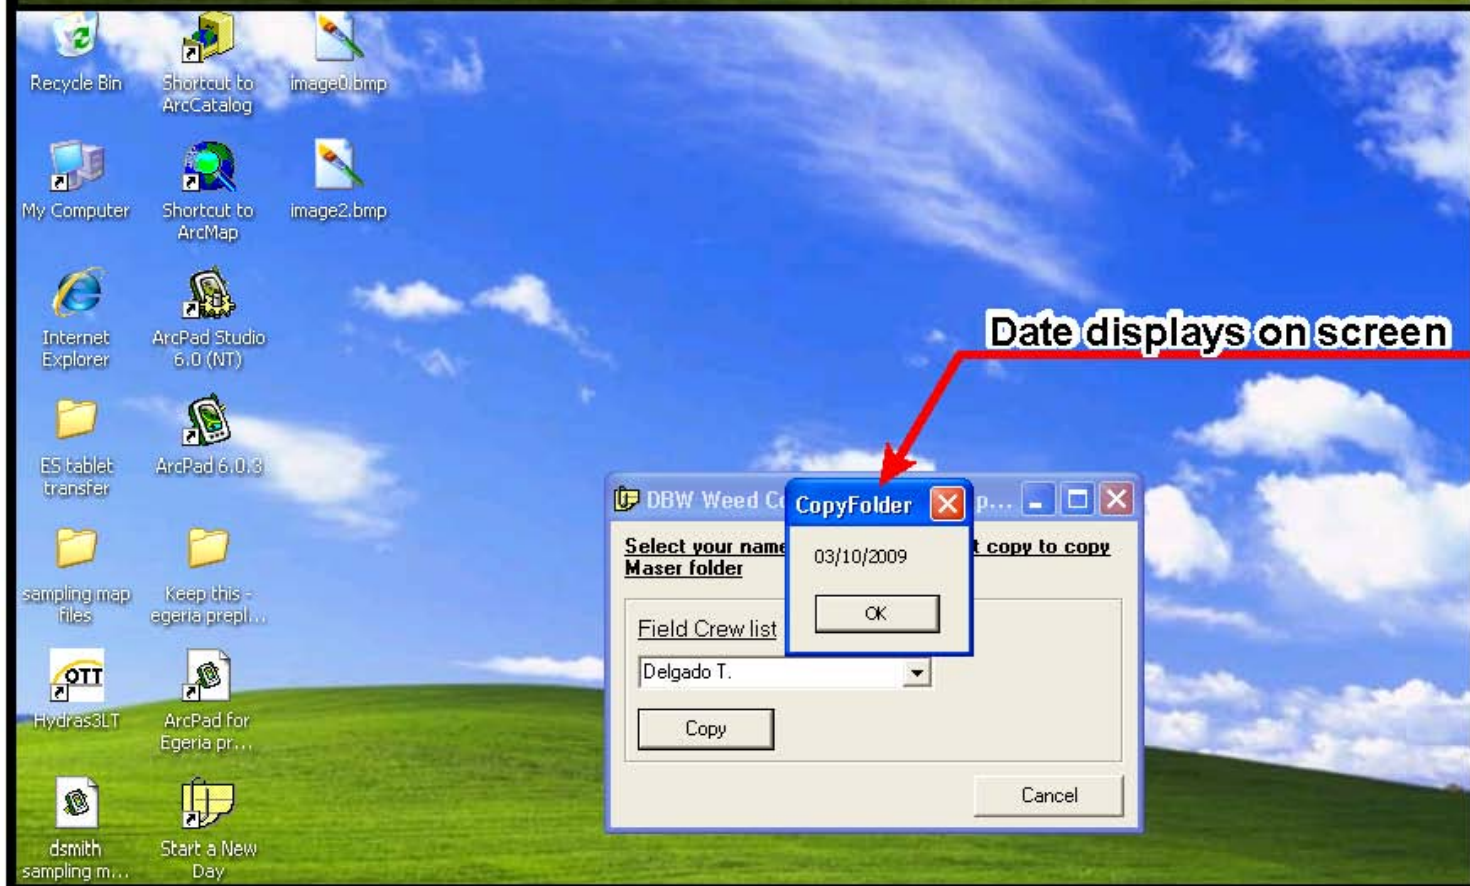 Recycle Bin
Shortcut to
ArcCatalog
image0.bmp
My Computer
Shortcut to
ArcMap
image2.bmp
Internet
Explorer
ArcPad Studio
6.0 (NT)
ES tablet
transfer
ArcPad 6.0.3
sampling map
files
Keep this -
egeria prepl...
OTT
Hydras3LT
ArcPad for
Egeria pr...
dsmith
sampling m...
Start a New
Day
Date displays on screen
DBW Weed Co p...
CopyFolder
03/10/2009
OK
Select your name t copy to copy
Maser folder
Field Crew list
Delgado T.
Copy
Cancel